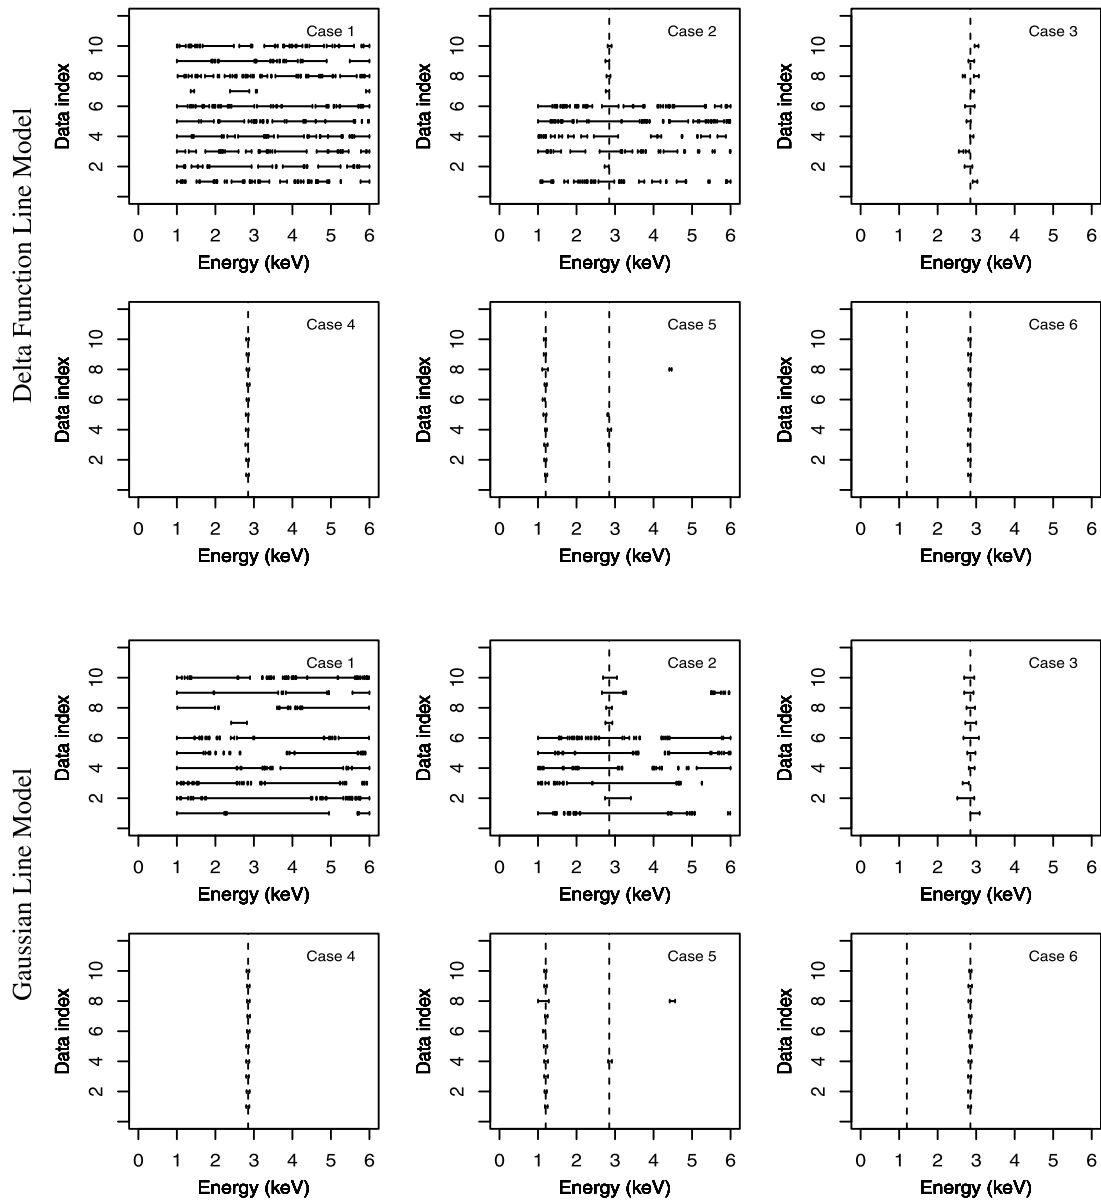 Delta Function Line Model
Case 1
Data index
2 4 6 8 10
0 1 2 3 4 5 6
Energy (keV)
Case 2
Data index
2 4 6 8 10
0 1 2 3 4 5 6
Energy (keV)
Case 3
Data index
2 4 6 8 10
0 1 2 3 4 5 6
Energy (keV)
Case 4
Data index
2 4 6 8 10
0 1 2 3 4 5 6
Energy (keV)
Case 5
Data index
2 4 6 8 10
0 1 2 3 4 5 6
Energy (keV)
Case 6
Data index
2 4 6 8 10
0 1 2 3 4 5 6
Energy (keV)
Gaussian Line Model
Case 1
Data index
2 4 6 8 10
0 1 2 3 4 5 6
Energy (keV)
Case 2
Data index
2 4 6 8 10
0 1 2 3 4 5 6
Energy (keV)
Case 3
Data index
2 4 6 8 10
0 1 2 3 4 5 6
Energy (keV)
Case 4
Data index
2 4 6 8 10
0 1 2 3 4 5 6
Energy (keV)
Case 5
Data index
2 4 6 8 10
0 1 2 3 4 5 6
Energy (keV)
Case 6
Data index
2 4 6 8 10
0 1 2 3 4 5 6
Energy (keV)